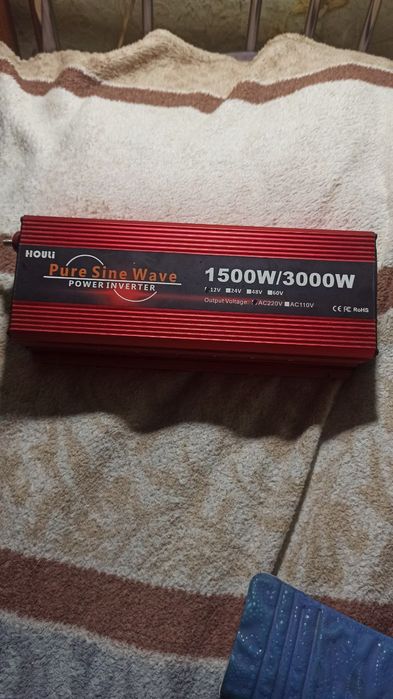 HOULi
Pure Sine Wave
POWER INVERTER
1500W/3000W
12V 24V 48V 60V
Output Voltage: AC220V AC110V
CE FC RoHS